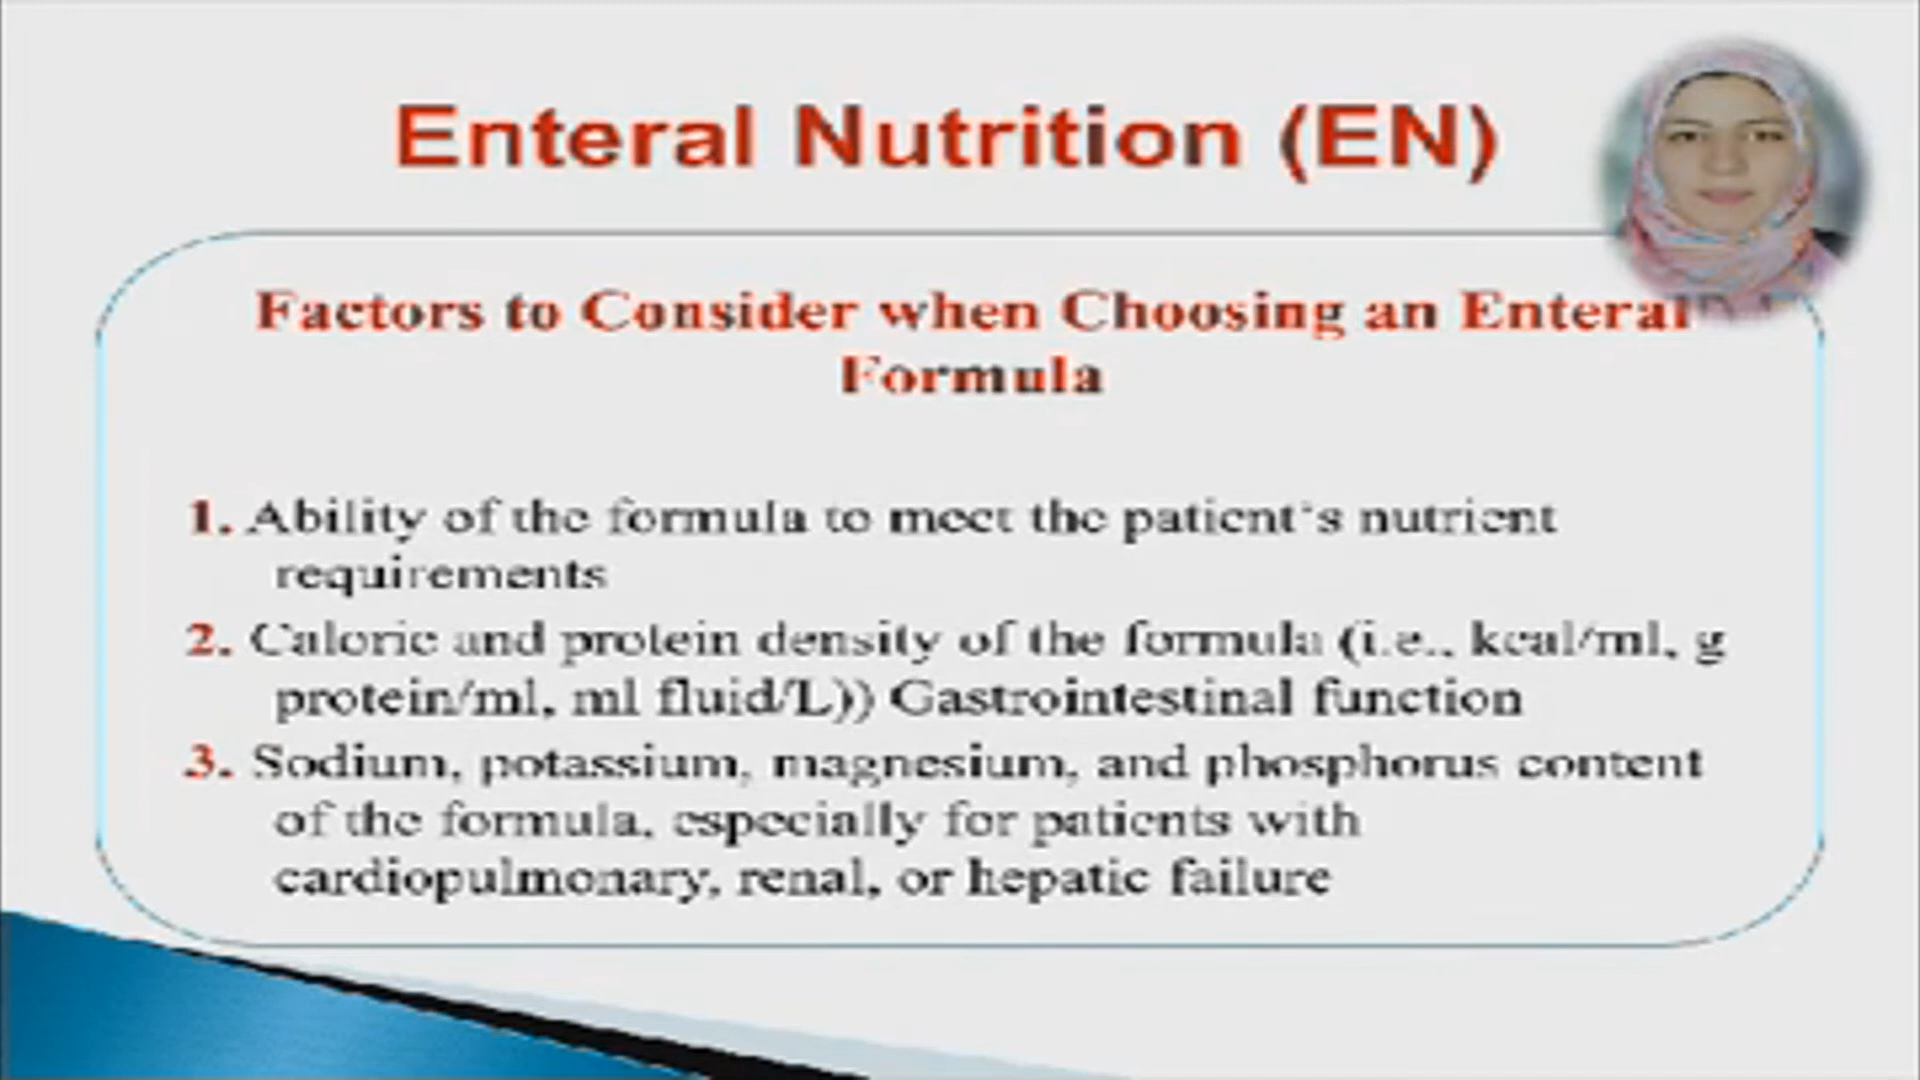 Enteral Nutrition (EN)
Factors to Consider when Choosing an Enteral
Formula
1. Ability of the formula to meet the patient's nutrient
requirements
2. Caloric and protein density of the formula (i.e., kcal/ml, g
protein/ml, ml fluid/L)) Gastrointestinal function
3. Sodium, potassium, magnesium, and phosphorus content
of the formula, especially for patients with
cardiopulmonary, renal, or hepatic failure